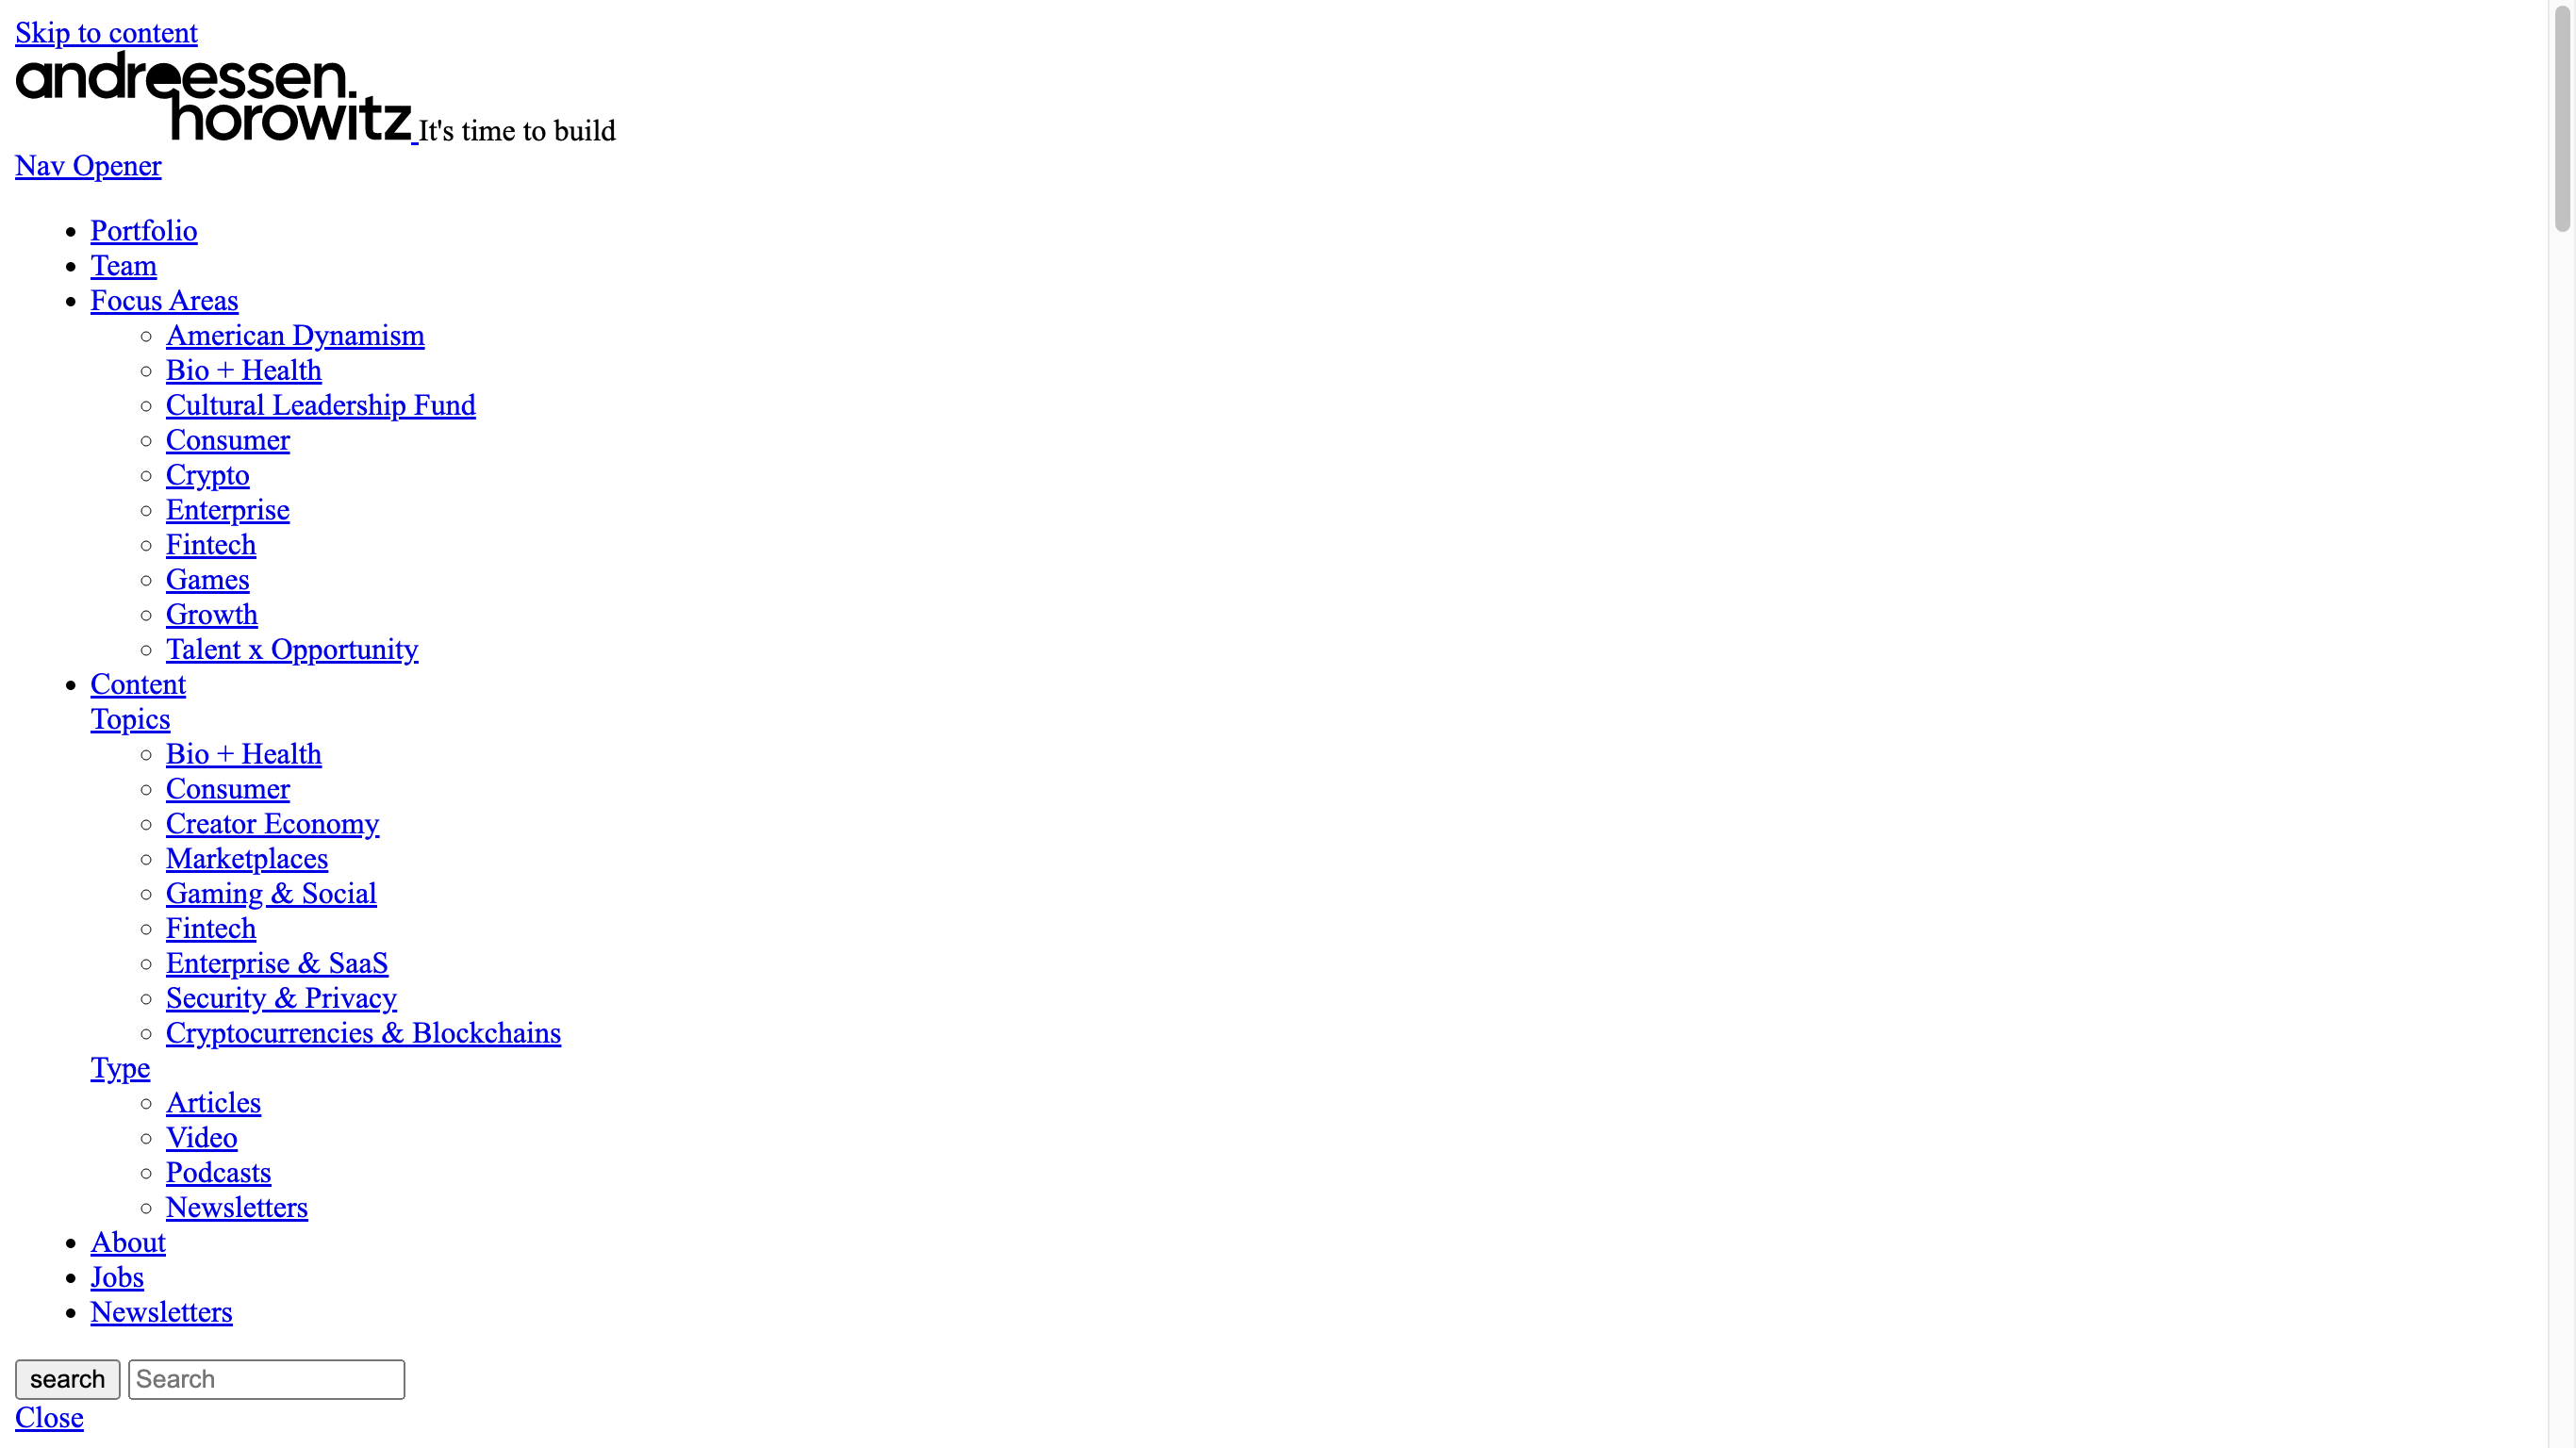 Skip to content
andreessen.
horowitz It's time to build
Nav Opener
Portfolio
Team
Focus Areas
American Dynamism
Bio + Health
Cultural Leadership Fund
Consumer
Crypto
Enterprise
Fintech
Games
Growth
Talent x Opportunity
Content
Topics
Bio + Health
Consumer
Creator Economy
Marketplaces
Gaming & Social
Fintech
Enterprise & SaaS
Security & Privacy
Cryptocurrencies & Blockchains
Type
Articles
Video
Podcasts
Newsletters
About
Jobs
Newsletters
search Search
Close